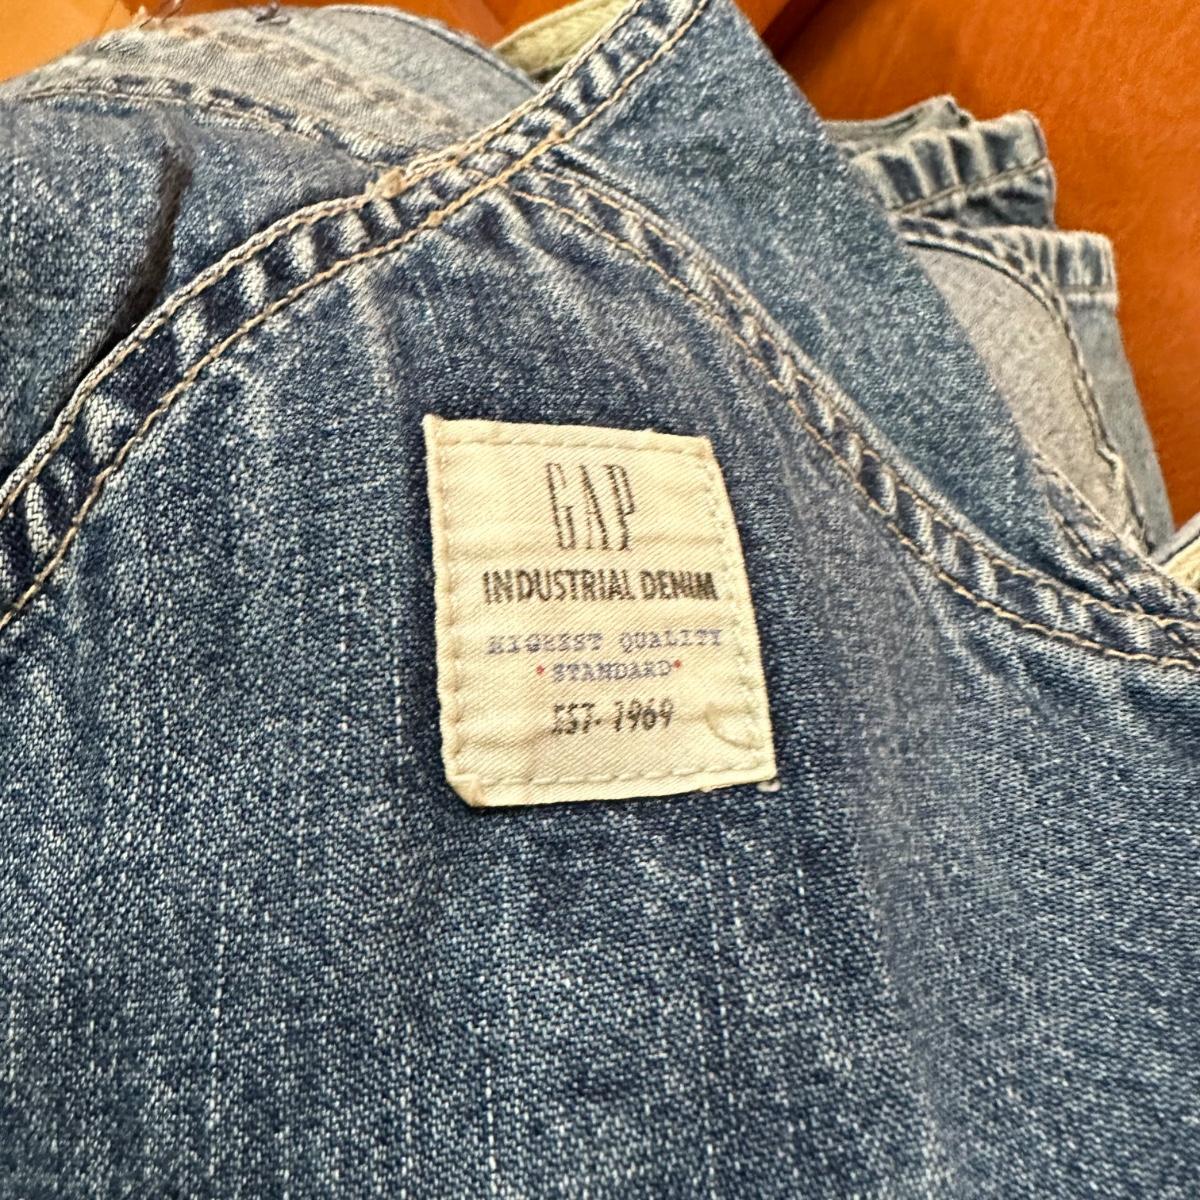 GAP
INDUSTRIAL DENIM
HIGHEST QUALITY
*STANDARD*
EST. 1969